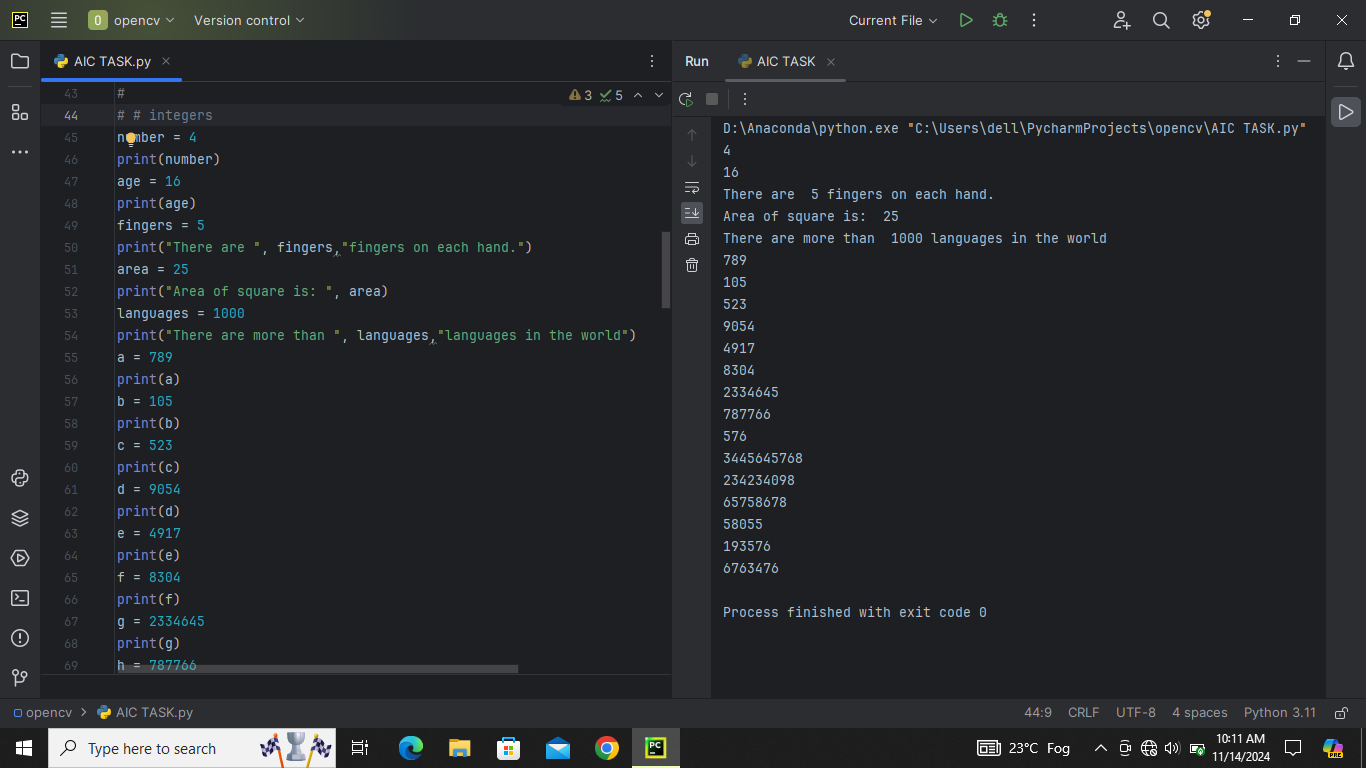 PC
O opencv Version control Current File
AIC TASK.py
3 5
43 #
44 # # integers
45 number = 4
46 print(number)
47 age = 16
48 print(age)
49 fingers = 5
50 print("There are ", fingers,"fingers on each hand.")
51 area = 25
52 print("Area of square is: ", area)
53 languages = 1000
54 print("There are more than ", languages,"languages in the world")
55 a = 789
56 print(a)
57 b = 105
58 print(b)
59 c = 523
60 print(c)
61 d = 9054
62 print(d)
63 e = 4917
64 print(e)
65 f = 8304
66 print(f)
67 g = 2334645
68 print(g)
69 h = 787766
Run AIC TASK
D:\Anaconda\python.exe "C:\Users\dell\PycharmProjects\opencv\AIC TASK.py"
4
16
There are  5 fingers on each hand.
Area of square is:  25
There are more than  1000 languages in the world
789
105
523
9054
4917
8304
2334645
787766
576
3445645768
234234098
65758678
58055
193576
6763476
Process finished with exit code 0
opencv AIC TASK.py
44:9 CRLF UTF-8 4 spaces Python 3.11
Type here to search
PC
23°C Fog
10:11 AM
11/14/2024
PRE